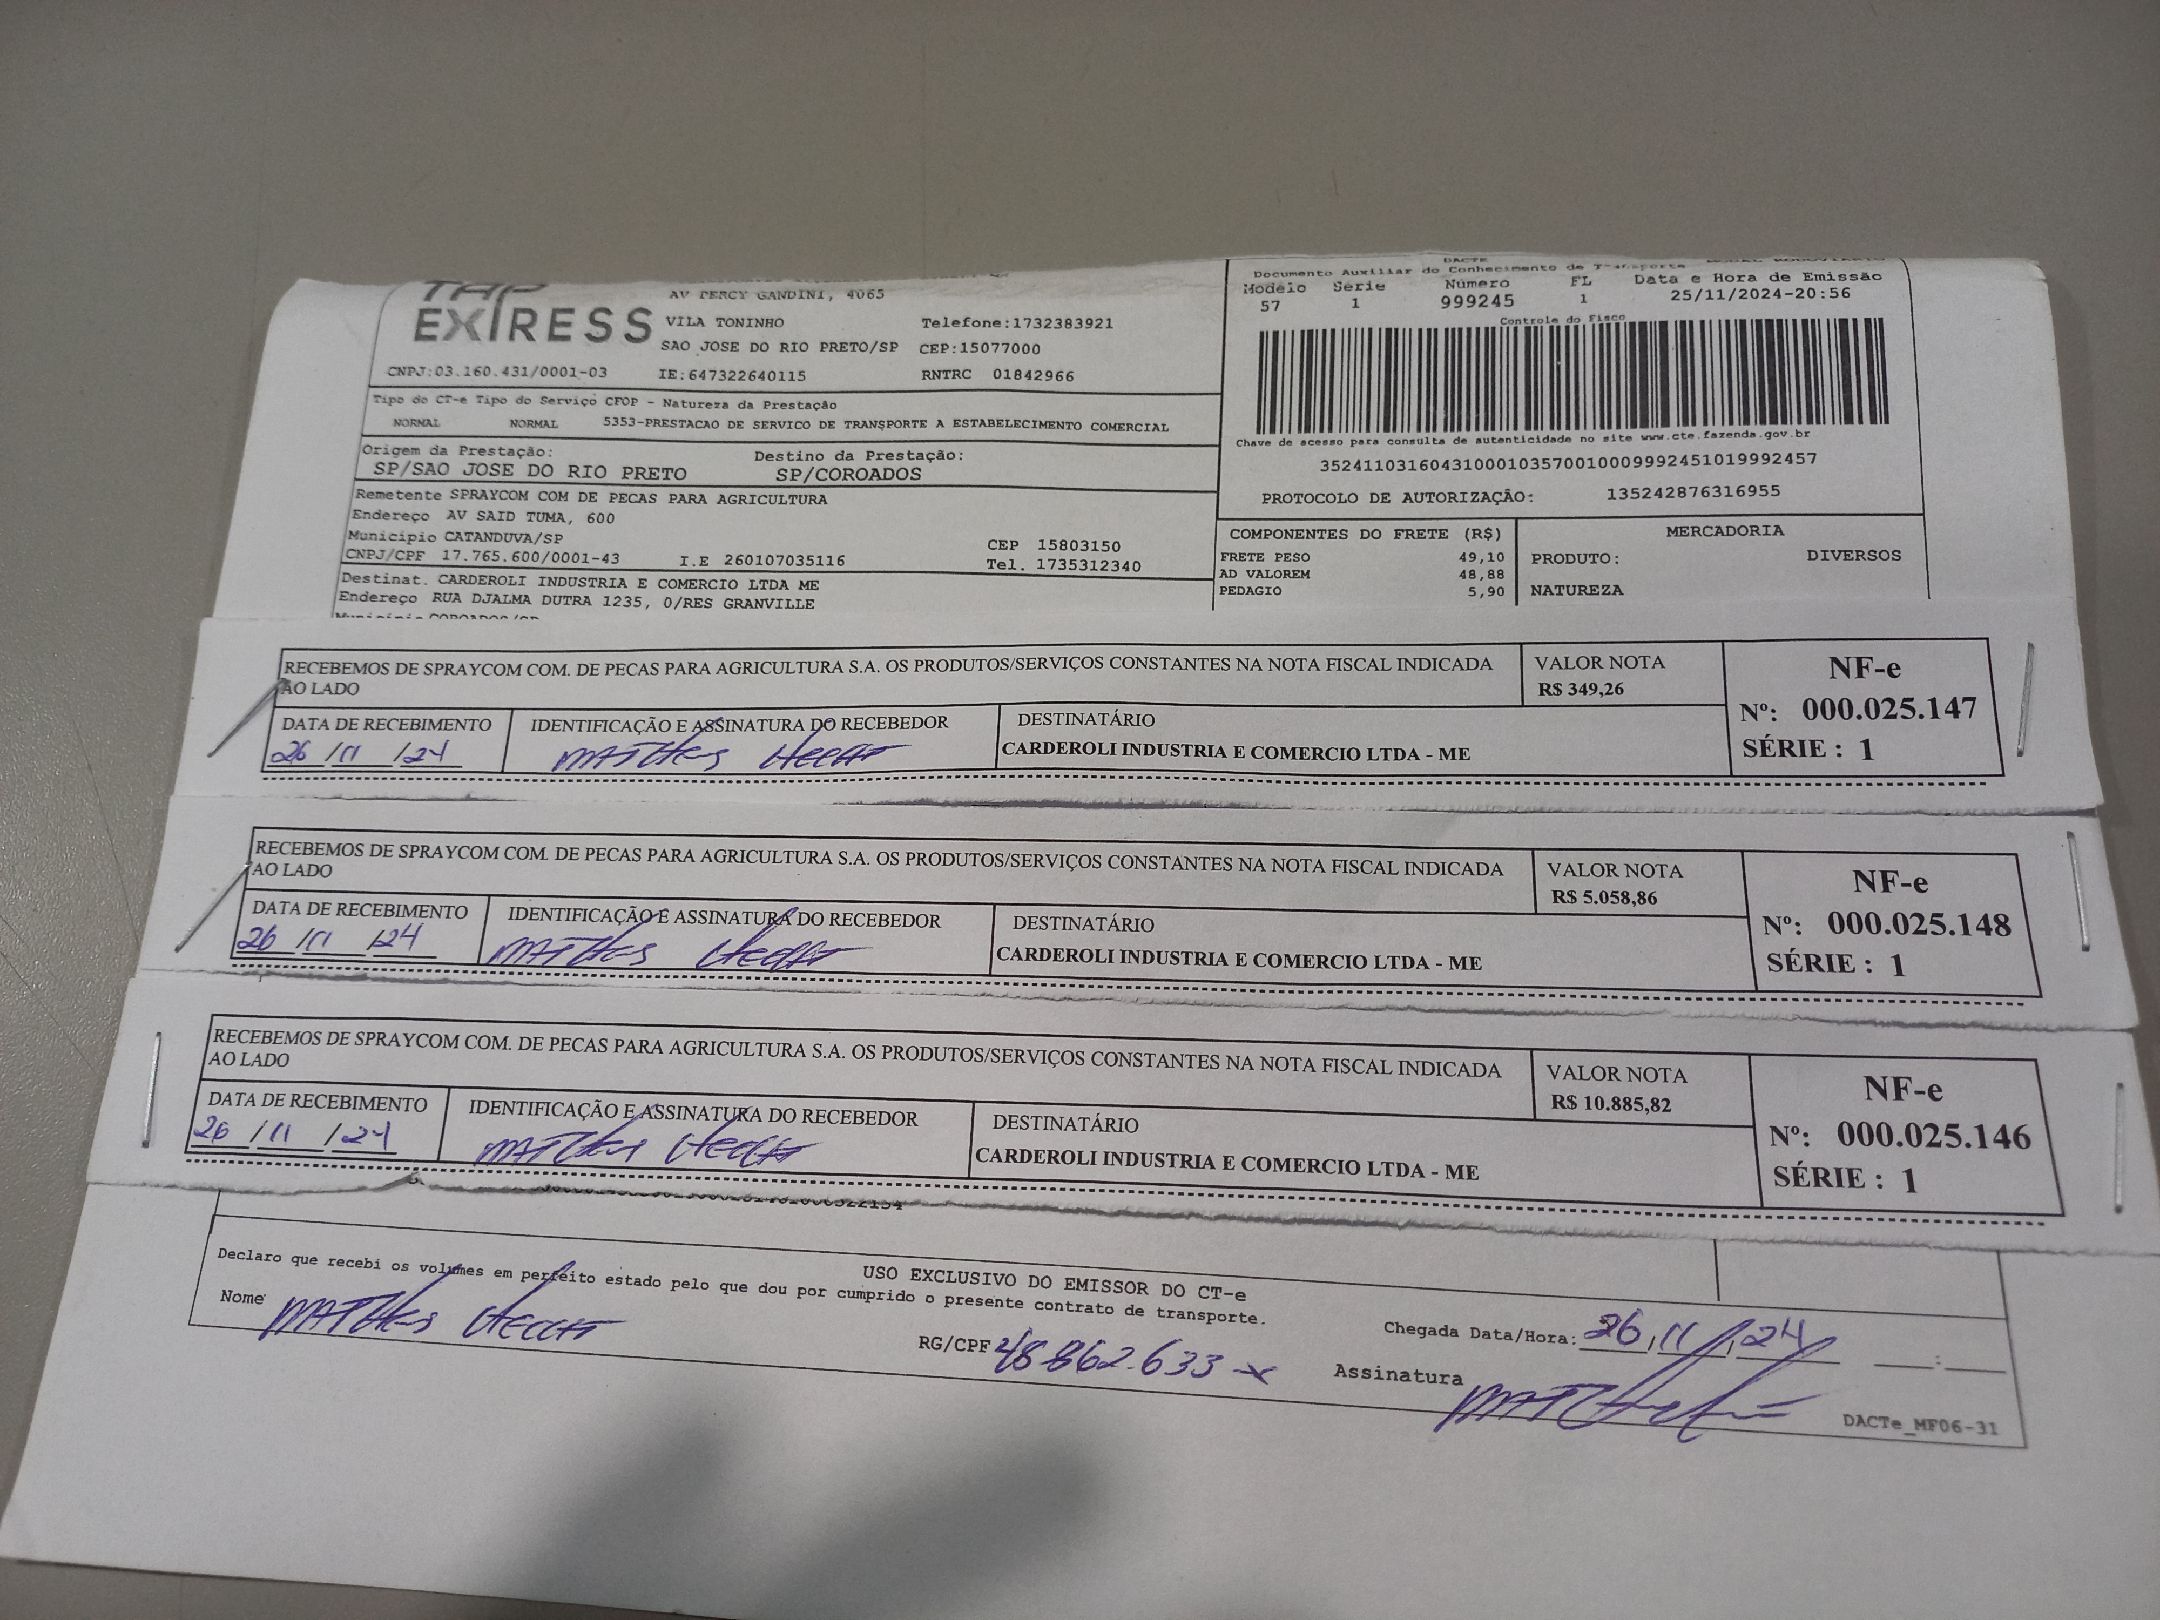 EXPRESS
AV PERCY GANDINI, 4065
VILA TONINHO Telefone:1732383921
SAO JOSE DO RIO PRETO/SP CEP:15077000
CNPJ:03.160.431/0001-03 IE:647322640115 RNTRC 01842966
DACTE
Documento Auxiliar do Conhecimento de Transporte
Modelo Série Número FL Data e Hora de Emissão
57 1 999245 1 25/11/2024-20:56
Controle do Fisco
Chave de acesso para consulta de autenticidade no site www.cte.fazenda.gov.br
35241103160431000103570010009992451019992457
PROTOCOLO DE AUTORIZAÇÃO: 135242876316955
Tipo do CT-e Tipo do Serviço CFOP - Natureza da Prestação
NORMAL NORMAL 5353-PRESTACAO DE SERVICO DE TRANSPORTE A ESTABELECIMENTO COMERCIAL
Origem da Prestação: Destino da Prestação:
SP/SAO JOSE DO RIO PRETO SP/COROADOS
Remetente SPRAYCOM COM DE PECAS PARA AGRICULTURA
Endereço AV SAID TUMA, 600
Município CATANDUVA/SP CEP 15803150
CNPJ/CPF 17.765.600/0001-43 I.E 260107035116 Tel. 1735312340
Destinat. CARDEROLI INDUSTRIA E COMERCIO LTDA ME
Endereço RUA DJALMA DUTRA 1235, 0/RES GRANVILLE
COMPONENTES DO FRETE (R$)
FRETE PESO 49,10
AD VALOREM 48,88
PEDAGIO 5,90
MERCADORIA
PRODUTO: DIVERSOS
NATUREZA
RECEBEMOS DE SPRAYCOM COM. DE PECAS PARA AGRICULTURA S.A. OS PRODUTOS/SERVIÇOS CONSTANTES NA NOTA FISCAL INDICADA
AO LADO
VALOR NOTA
R$ 349,26
NF-e
Nº: 000.025.147
SÉRIE : 1
DATA DE RECEBIMENTO IDENTIFICAÇÃO E ASSINATURA DO RECEBEDOR DESTINATÁRIO
26/11/24 CARDEROLI INDUSTRIA E COMERCIO LTDA - ME
RECEBEMOS DE SPRAYCOM COM. DE PECAS PARA AGRICULTURA S.A. OS PRODUTOS/SERVIÇOS CONSTANTES NA NOTA FISCAL INDICADA
AO LADO
VALOR NOTA
R$ 5.058,86
NF-e
Nº: 000.025.148
SÉRIE : 1
DATA DE RECEBIMENTO IDENTIFICAÇÃO E ASSINATURA DO RECEBEDOR DESTINATÁRIO
26/11/24 CARDEROLI INDUSTRIA E COMERCIO LTDA - ME
RECEBEMOS DE SPRAYCOM COM. DE PECAS PARA AGRICULTURA S.A. OS PRODUTOS/SERVIÇOS CONSTANTES NA NOTA FISCAL INDICADA
AO LADO
VALOR NOTA
R$ 10.885,82
NF-e
Nº: 000.025.146
SÉRIE : 1
DATA DE RECEBIMENTO IDENTIFICAÇÃO E ASSINATURA DO RECEBEDOR DESTINATÁRIO
26/11/24 CARDEROLI INDUSTRIA E COMERCIO LTDA - ME
USO EXCLUSIVO DO EMISSOR DO CT-e
Declaro que recebi os volumes em perfeito estado pelo que dou por cumprido o presente contrato de transporte.
Nome RG/CPF 48862.633-x Chegada Data/Hora: 26/11/24 __:__
Assinatura
DACTe_MF06-31